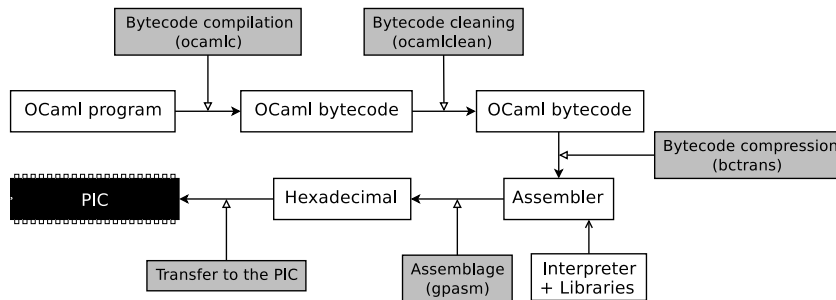 Bytecode compilation
(ocamlc)
Bytecode cleaning
(ocamlclean)
OCaml program
OCaml bytecode
OCaml bytecode
Bytecode compression
(bctrans)
PIC
Hexadecimal
Assembler
Transfer to the PIC
Assemblage
(gpasm)
Interpreter
+ Libraries